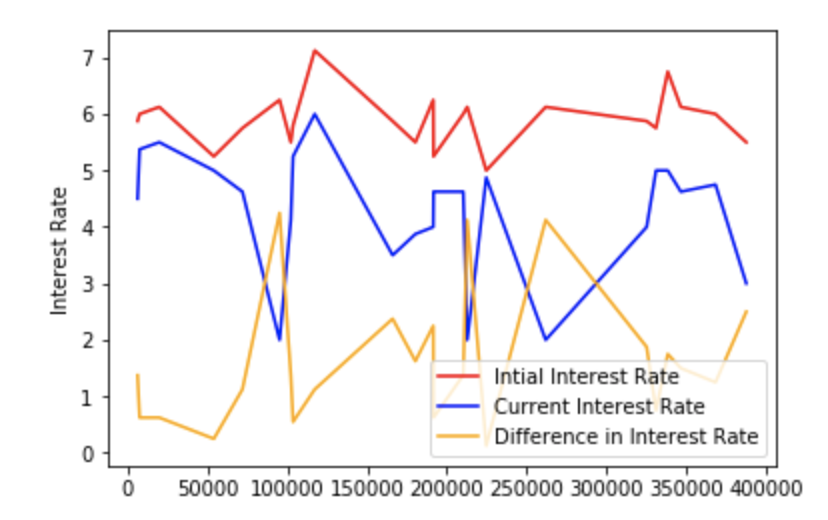 7
6
5
4
3
2
1
0
Interest Rate
Intial Interest Rate
Current Interest Rate
Difference in Interest Rate
0 50000 100000 150000 200000 250000 300000 350000 400000